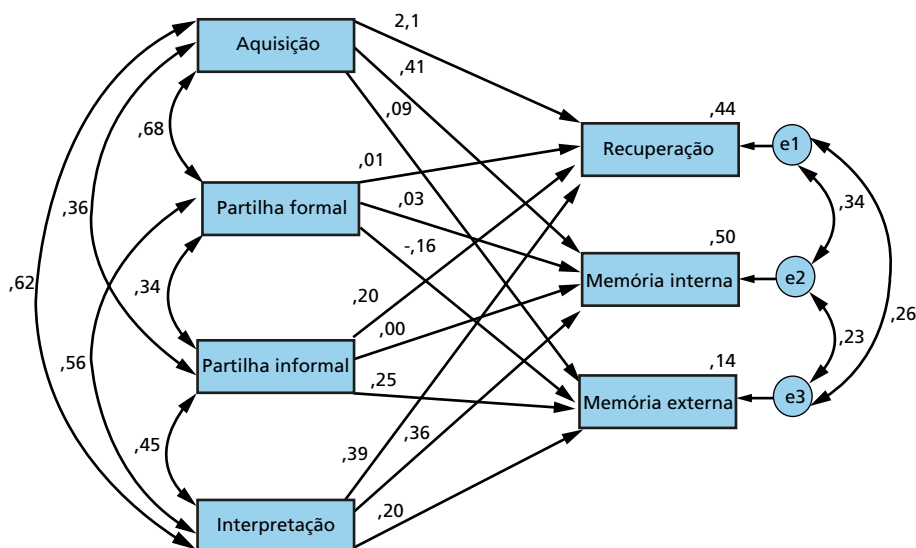 2,1
Aquisição
,41
,09
,44
,68
Recuperação
e1
,01
Partilha formal
,03
,36
,34
-,16
,50
,62
,34
Memória interna
e2
,20
,00
,26
,56
Partilha informal
,25
,14
,23
Memória externa
e3
,45
,39
,36
,20
Interpretação